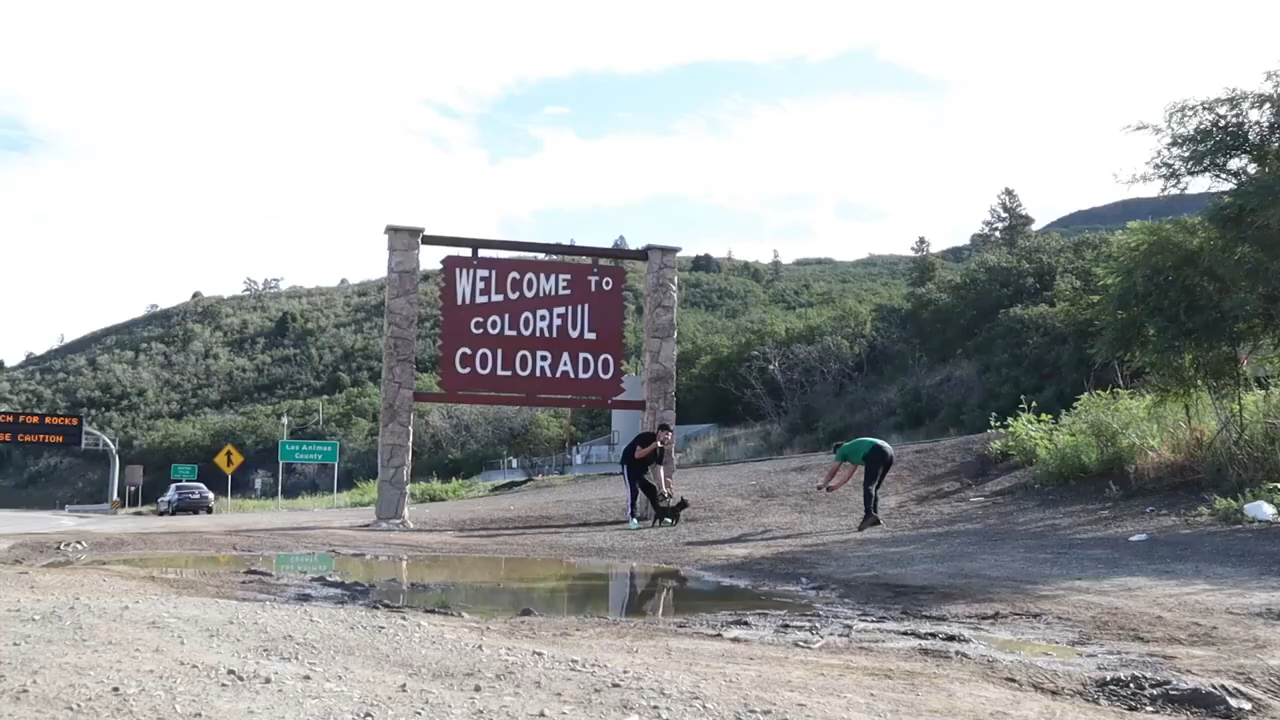 WELCOME TO
COLORFUL
COLORADO
CH FOR ROCKS
SE CAUTION
Las Animas
County